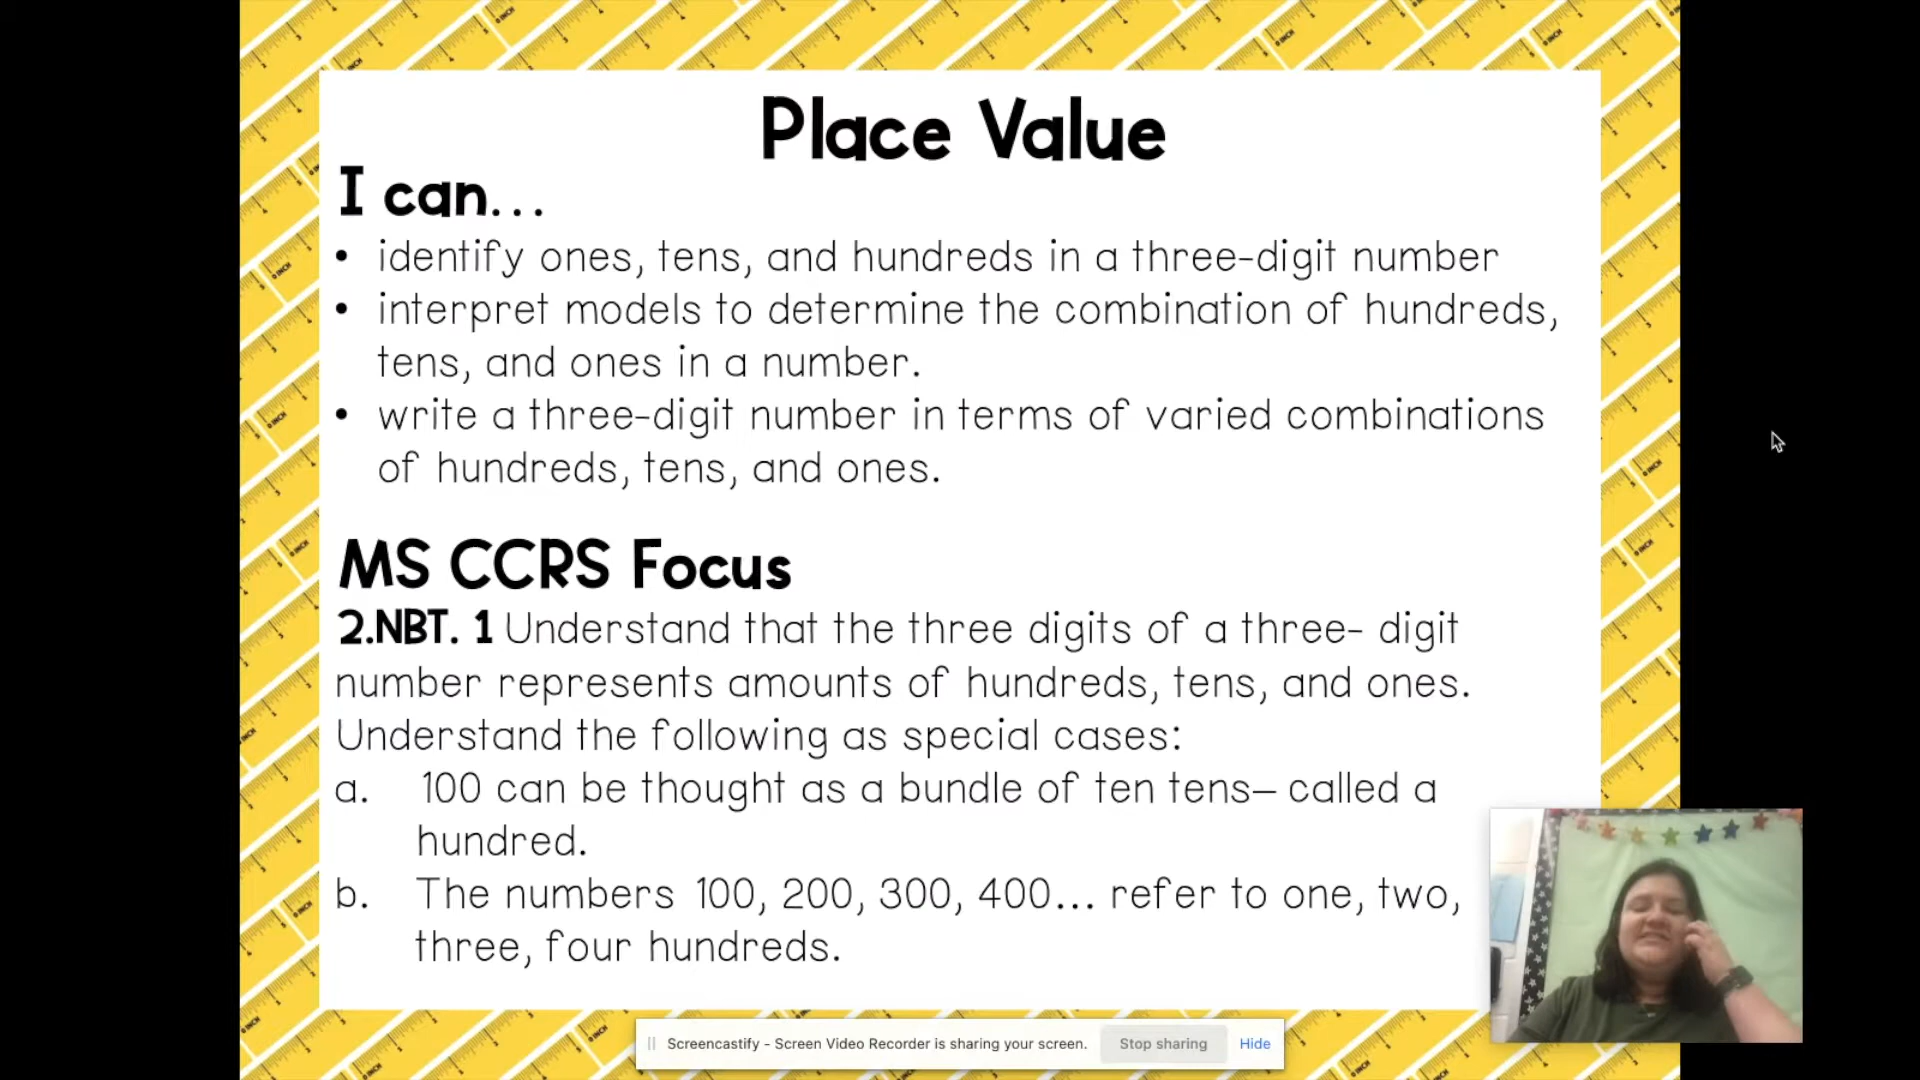 Place Value
I can...
• identify ones, tens, and hundreds in a three-digit number
• interpret models to determine the combination of hundreds,
tens, and ones in a number.
• write a three-digit number in terms of varied combinations
of hundreds, tens, and ones.
MS CCRS Focus
2.NBT. 1 Understand that the three digits of a three- digit
number represents amounts of hundreds, tens, and ones.
Understand the following as special cases:
a. 100 can be thought as a bundle of ten tens– called a
hundred.
b. The numbers 100, 200, 300, 400... refer to one, two,
three, four hundreds.
Screencastify - Screen Video Recorder is sharing your screen. Stop sharing Hide